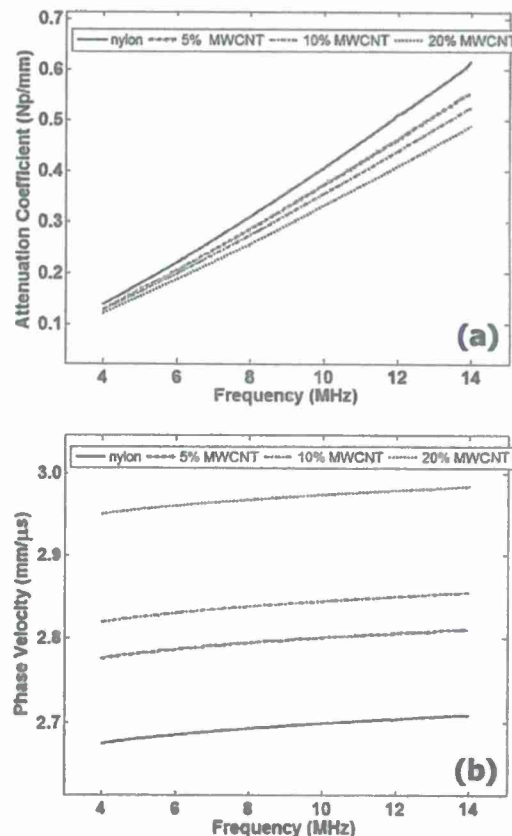 nylon 5% MWCNT 10% MWCNT 20% MWCNT
0.6
0.5
0.4
0.3
0.2
0.1
Attenuation Coefficient (Np/mm)
(a)
4 6 8 10 12 14
Frequency (MHz)
nylon 5% MWCNT 10% MWCNT 20% MWCNT
3.0
2.9
2.8
2.7
Phase Velocity (mm/µs)
(b)
4 6 8 10 12 14
Frequency (MHz)